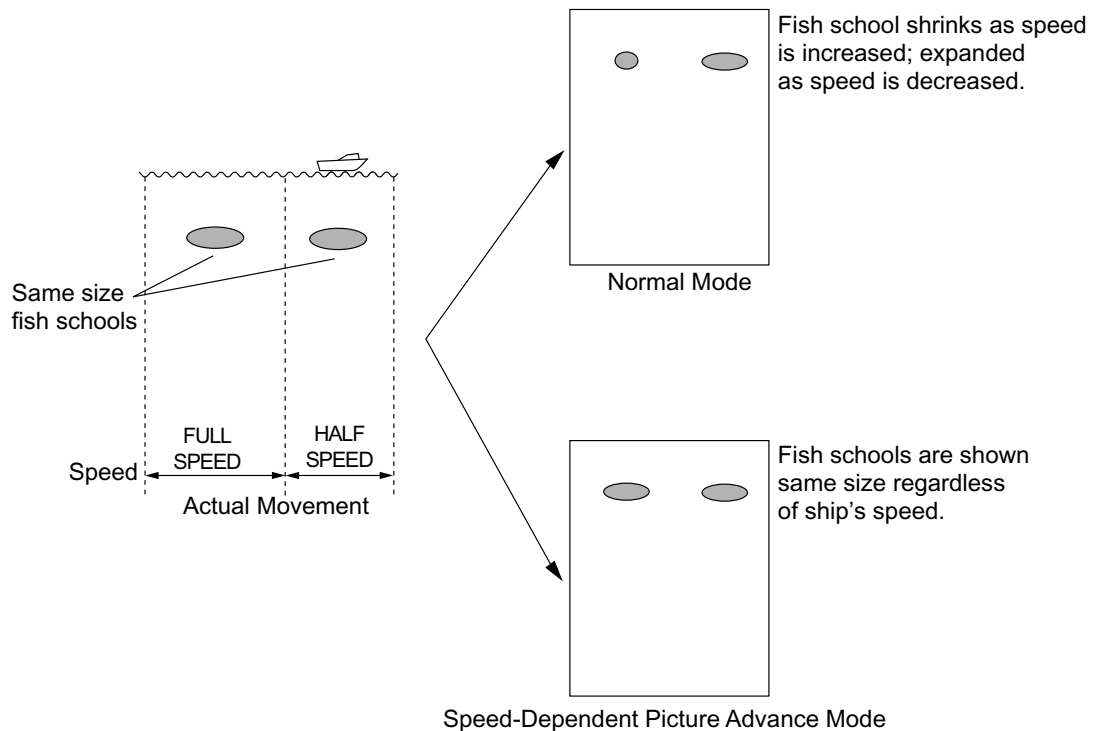 Fish school shrinks as speed
is increased; expanded
as speed is decreased.
Normal Mode
Same size
fish schools
FULL
SPEED
HALF
SPEED
Speed
Actual Movement
Fish schools are shown
same size regardless
of ship's speed.
Speed-Dependent Picture Advance Mode